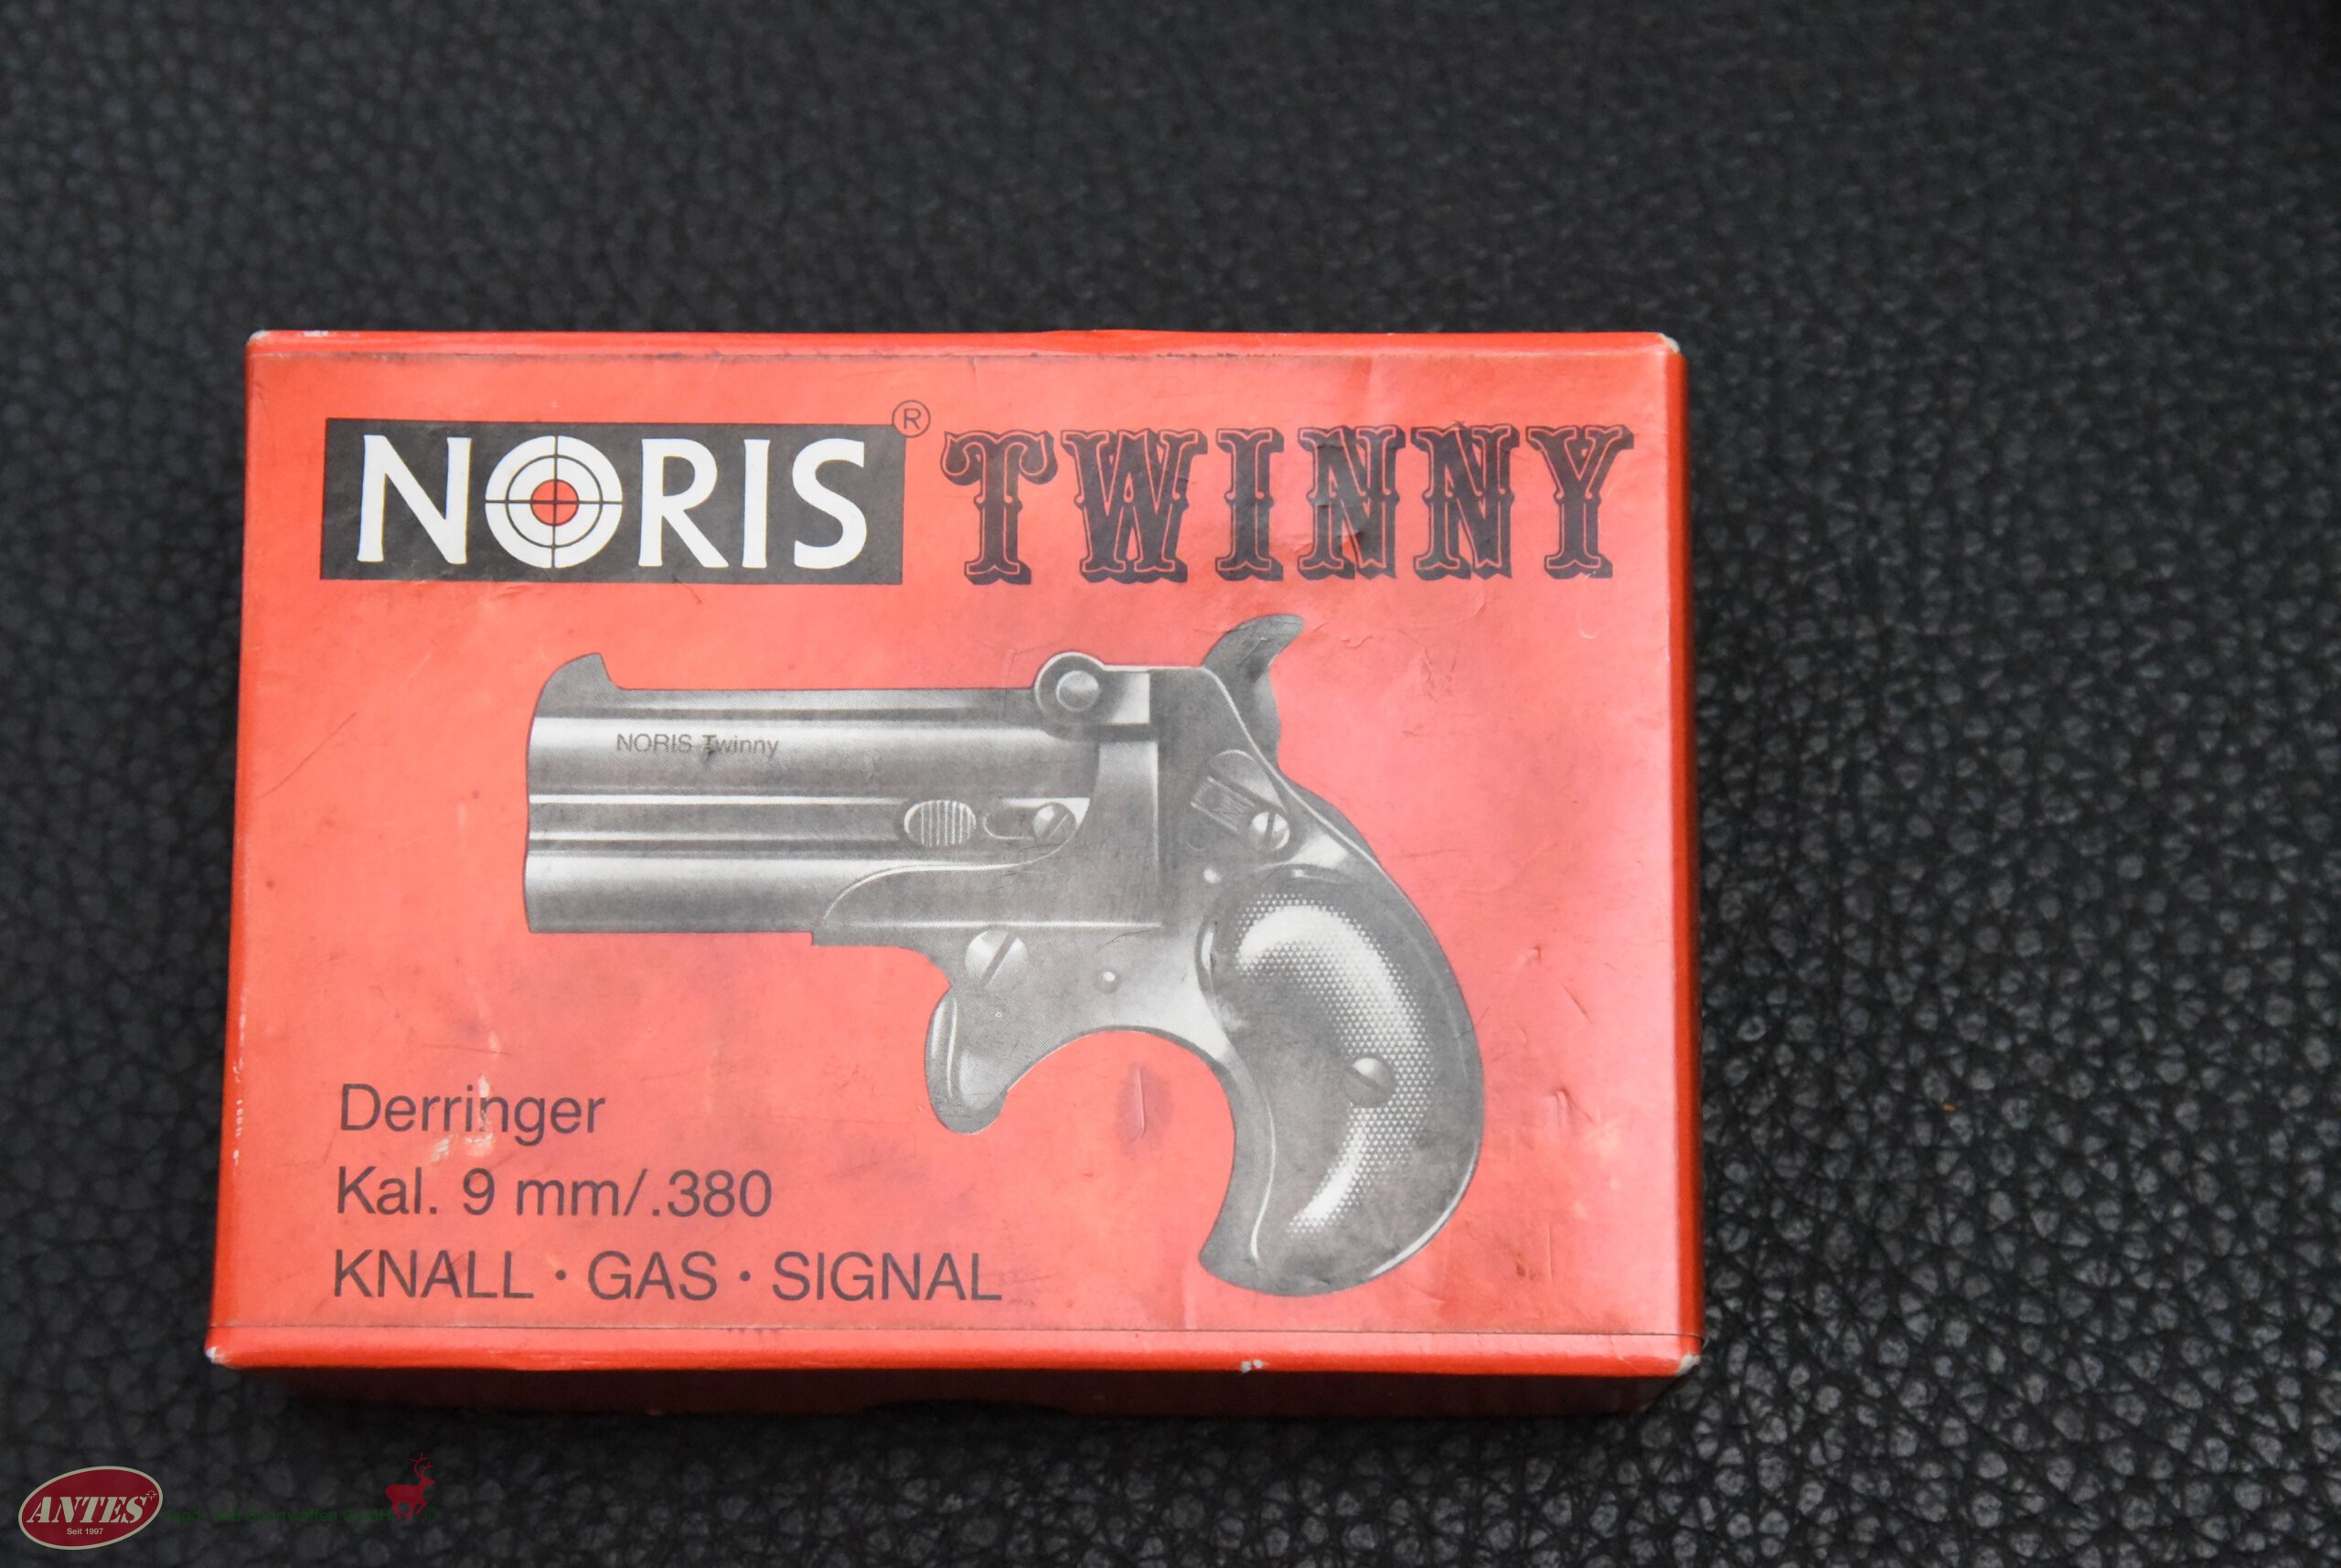 NORIS® TWINNY
NORIS Twinny
Derringer
Kal. 9 mm/.380
KNALL · GAS · SIGNAL
ANTES
Seit 1997